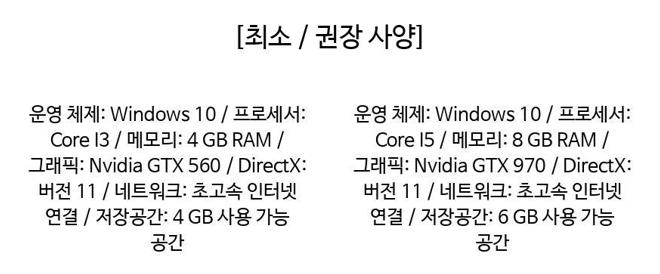 [최소 / 권장 사양]
운영 체제: Windows 10 / 프로세서:
Core I3 / 메모리: 4 GB RAM /
그래픽: Nvidia GTX 560 / DirectX:
버전 11 / 네트워크: 초고속 인터넷
연결 / 저장공간: 4 GB 사용 가능
공간
운영 체제: Windows 10 / 프로세서:
Core I5 / 메모리: 8 GB RAM /
그래픽: Nvidia GTX 970 / DirectX:
버전 11 / 네트워크: 초고속 인터넷
연결 / 저장공간: 6 GB 사용 가능
공간